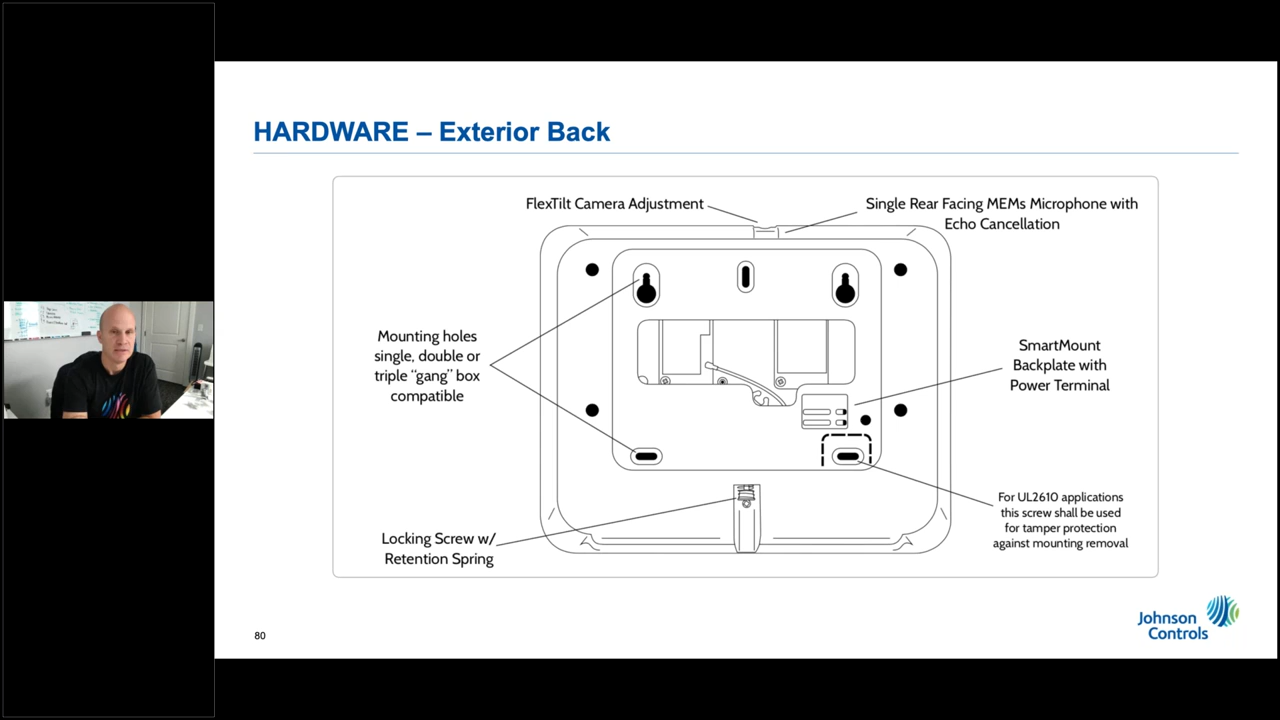 HARDWARE – Exterior Back
FlexTilt Camera Adjustment
Single Rear Facing MEMs Microphone with
Echo Cancellation
Mounting holes
single, double or
triple “gang” box
compatible
SmartMount
Backplate with
Power Terminal
For UL2610 applications
this screw shall be used
for tamper protection
against mounting removal
Locking Screw w/
Retention Spring
80
Johnson
Controls